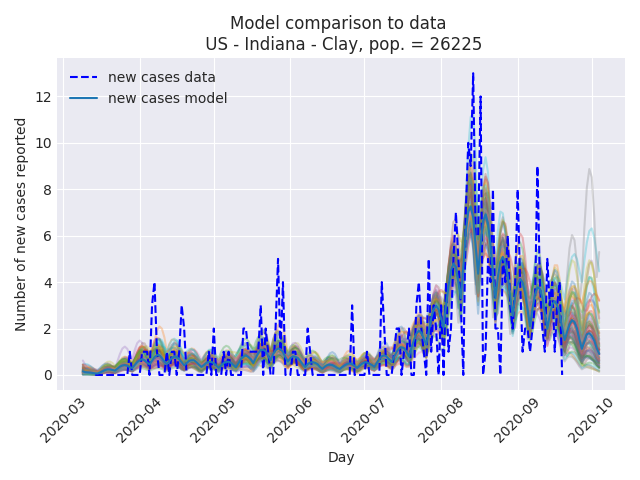 Model comparison to data
US - Indiana - Clay, pop. = 26225
new cases data
new cases model
Number of new cases reported
12
10
8
6
4
2
0
2020-03
2020-04
2020-05
2020-06
2020-07
2020-08
2020-09
2020-10
Day